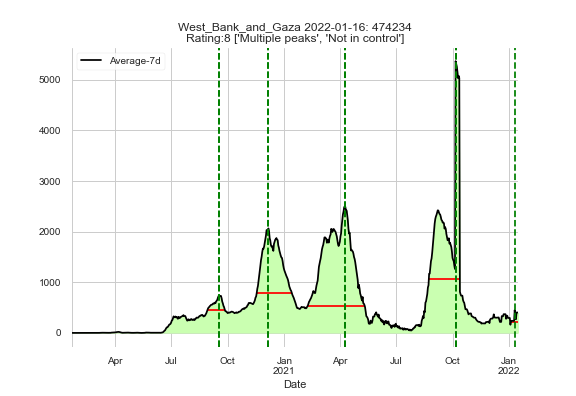 West_Bank_and_Gaza 2022-01-16: 474234
Rating:8 ['Multiple peaks', 'Not in control']
Average-7d
5000
4000
3000
2000
1000
0
Apr
Jul
Oct
Jan
2021
Apr
Jul
Oct
Jan
2022
Date